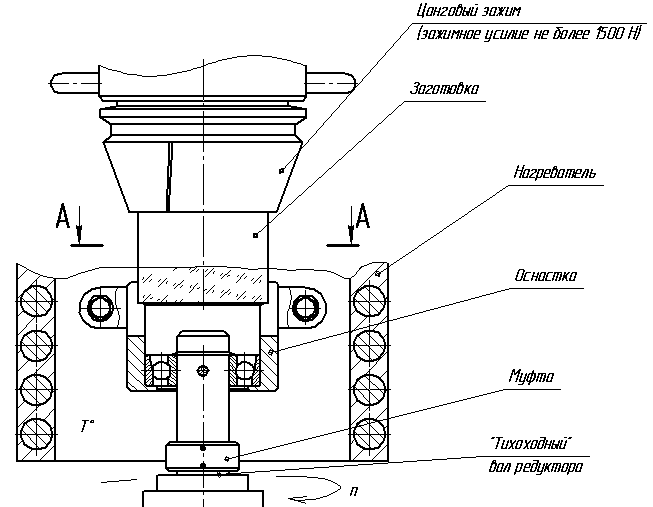 Цанговый зажим
(зажимное усилие не более 1500 Н)
Заготовка
Нагреватель
А
А
Оснастка
Муфта
Т°
"Тихоходный"
вал редуктора
n